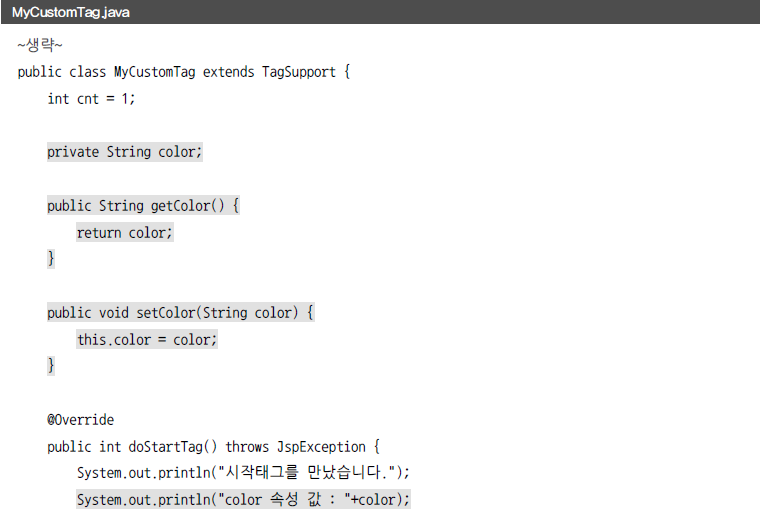 MyCustomTag.java
~생략~
public class MyCustomTag extends TagSupport {
int cnt = 1;
private String color;
public String getColor() {
return color;
}
public void setColor(String color) {
this.color = color;
}
@Override
public int doStartTag() throws JspException {
System.out.println("시작태그를 만났습니다.");
System.out.println("color 속성 값 : "+color);